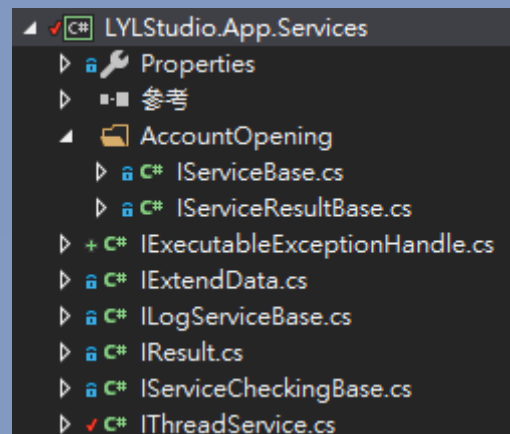 C# LYLStudio.App.Services
Properties
參考
AccountOpening
C# IServiceBase.cs
C# IServiceResultBase.cs
+ C# IExecutableExceptionHandle.cs
C# IExtendData.cs
C# ILogServiceBase.cs
C# IResult.cs
C# IServiceCheckingBase.cs
C# IThreadService.cs